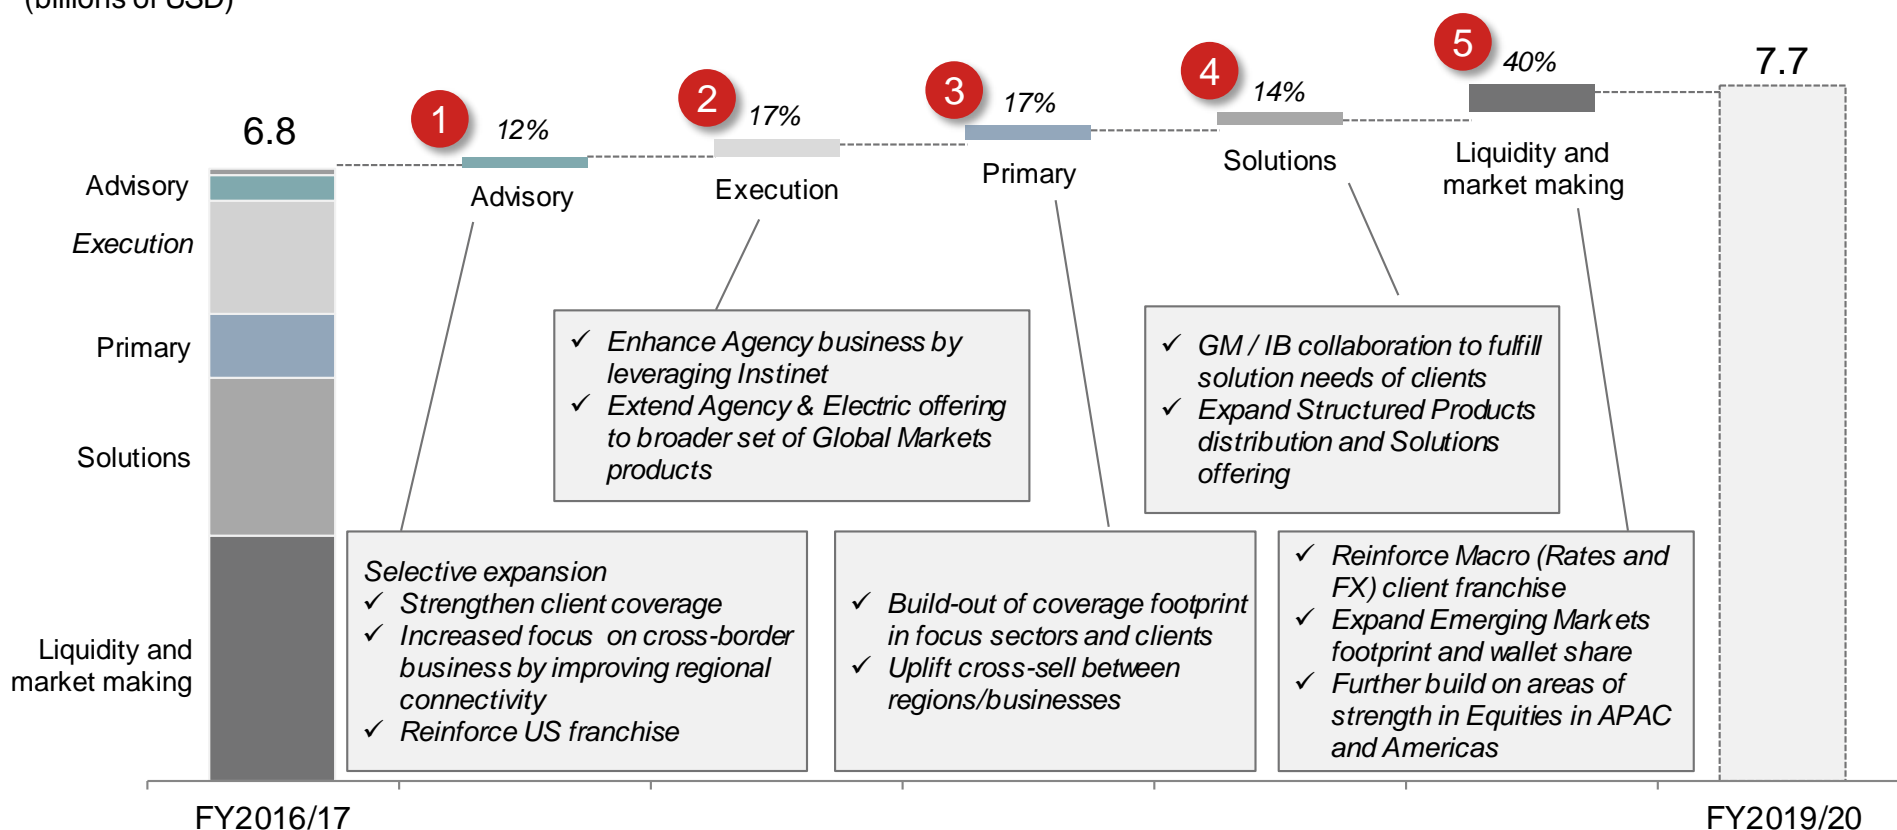 (billions of USD)
6.8
Advisory
Execution
Primary
Solutions
Liquidity and
market making
FY2016/17
1
12%
Advisory
2
17%
Execution
3
17%
Primary
4
14%
Solutions
5
40%
Liquidity and
market making
7.7
FY2019/20
Selective expansion
✓ Strengthen client coverage
✓ Increased focus on cross-border
business by improving regional
connectivity
✓ Reinforce US franchise
✓ Enhance Agency business by
leveraging Instinet
✓ Extend Agency & Electric offering
to broader set of Global Markets
products
✓ Build-out of coverage footprint
in focus sectors and clients
✓ Uplift cross-sell between
regions/businesses
✓ GM / IB collaboration to fulfill
solution needs of clients
✓ Expand Structured Products
distribution and Solutions
offering
✓ Reinforce Macro (Rates and
FX) client franchise
✓ Expand Emerging Markets
footprint and wallet share
✓ Further build on areas of
strength in Equities in APAC
and Americas